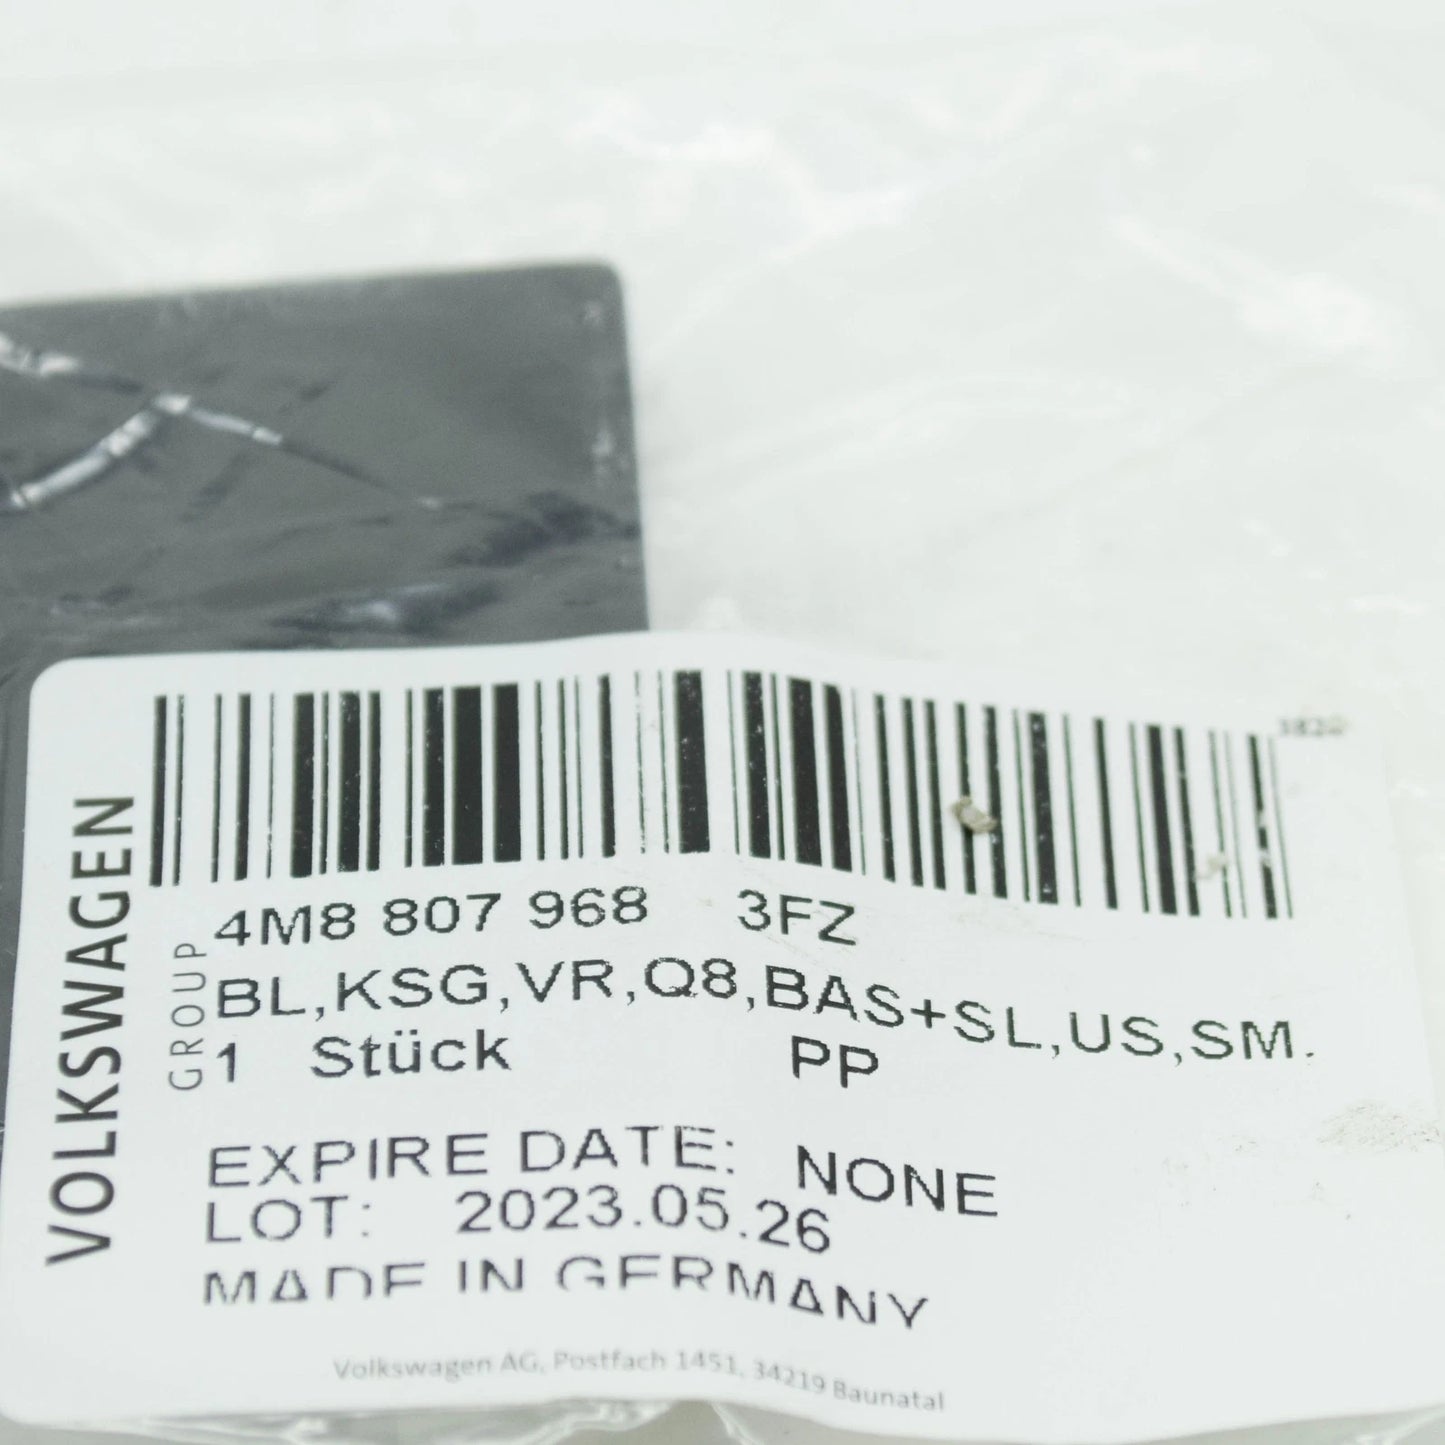 3820
VOLKSWAGEN
GROUP
4M8 807 968 3FZ
BL,KSG,VR,Q8,BAS+SL,US,SM.
1 Stück PP
EXPIRE DATE: NONE
LOT: 2023.05.26
MADE IN GERMANY
Volkswagen AG, Postfach 1451, 34219 Baunatal